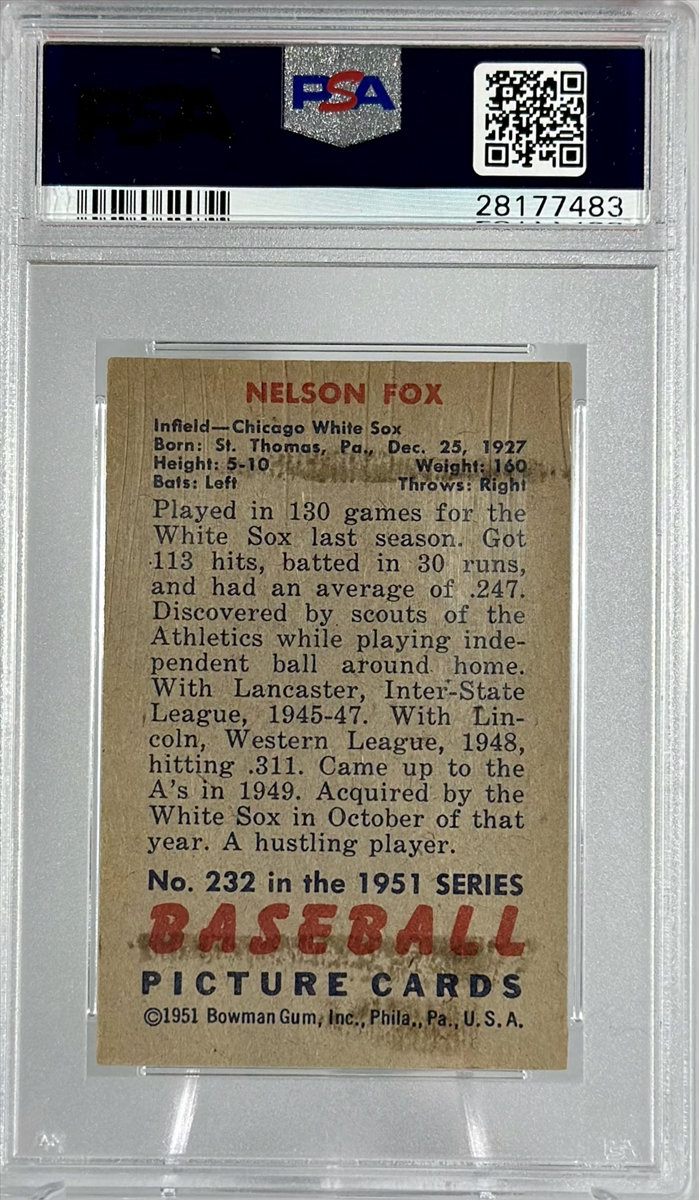 PSA
28177483
NELSON FOX
Infield—Chicago White Sox
Born: St. Thomas, Pa., Dec. 25, 1927
Height: 5-10 Weight: 160
Bats: Left Throws: Right
Played in 130 games for the
White Sox last season. Got
113 hits, batted in 30 runs,
and had an average of .247.
Discovered by scouts of the
Athletics while playing inde-
pendent ball around home.
With Lancaster, Inter-State
League, 1945-47. With Lin-
coln, Western League, 1948,
hitting .311. Came up to the
A's in 1949. Acquired by the
White Sox in October of that
year. A hustling player.
No. 232 in the 1951 SERIES
BASEBALL
PICTURE CARDS
©1951 Bowman Gum, Inc., Phila., Pa., U.S.A.